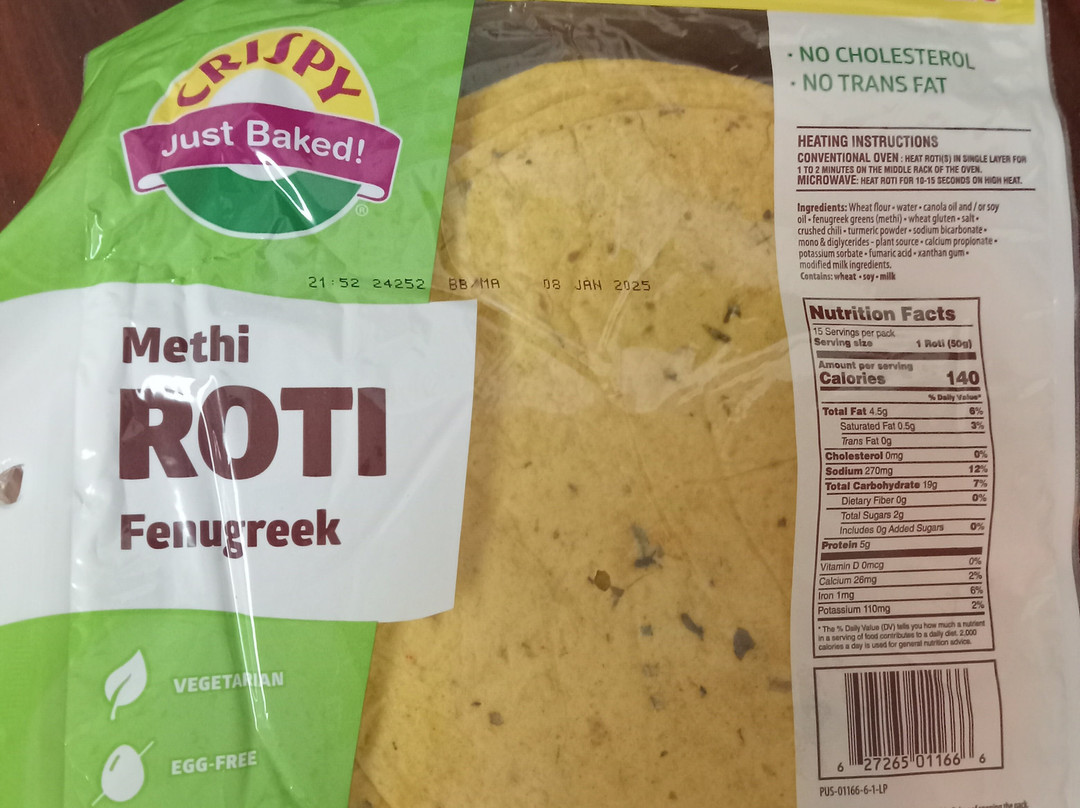 CRISPY
Just Baked!
®
21:52 24252 BB/MA 08 JAN 2025
Methi
ROTI
Fenugreek
VEGETARIAN
EGG-FREE
· NO CHOLESTEROL
· NO TRANS FAT
HEATING INSTRUCTIONS
CONVENTIONAL OVEN : HEAT ROTI(S) IN SINGLE LAYER FOR
1 TO 2 MINUTES ON THE MIDDLE RACK OF THE OVEN.
MICROWAVE: HEAT ROTI FOR 10-15 SECONDS ON HIGH HEAT.
Ingredients: Wheat flour • water • canola oil and / or soy
oil • fenugreek greens (methi) • wheat gluten • salt •
crushed chili • turmeric powder • sodium bicarbonate •
mono & diglycerides - plant source • calcium propionate •
potassium sorbate • fumaric acid • xanthan gum •
modified milk ingredients.
Contains: wheat • soy • milk
Nutrition Facts
15 Servings per pack
Serving size 1 Roti (50g)
Amount per serving
Calories 140
% Daily Value*
Total Fat 4.5g 6%
Saturated Fat 0.5g 3%
Trans Fat 0g
Cholesterol 0mg 0%
Sodium 270mg 12%
Total Carbohydrate 19g 7%
Dietary Fiber 0g 0%
Total Sugars 2g
Includes 0g Added Sugars 0%
Protein 5g
Vitamin D 0mcg 0%
Calcium 26mg 2%
Iron 1mg 6%
Potassium 110mg 2%
* The % Daily Value (DV) tells you how much a nutrient
in a serving of food contributes to a daily diet. 2,000
calories a day is used for general nutrition advice.
6 27265 01166 6
PUS-01166-6-1-LP